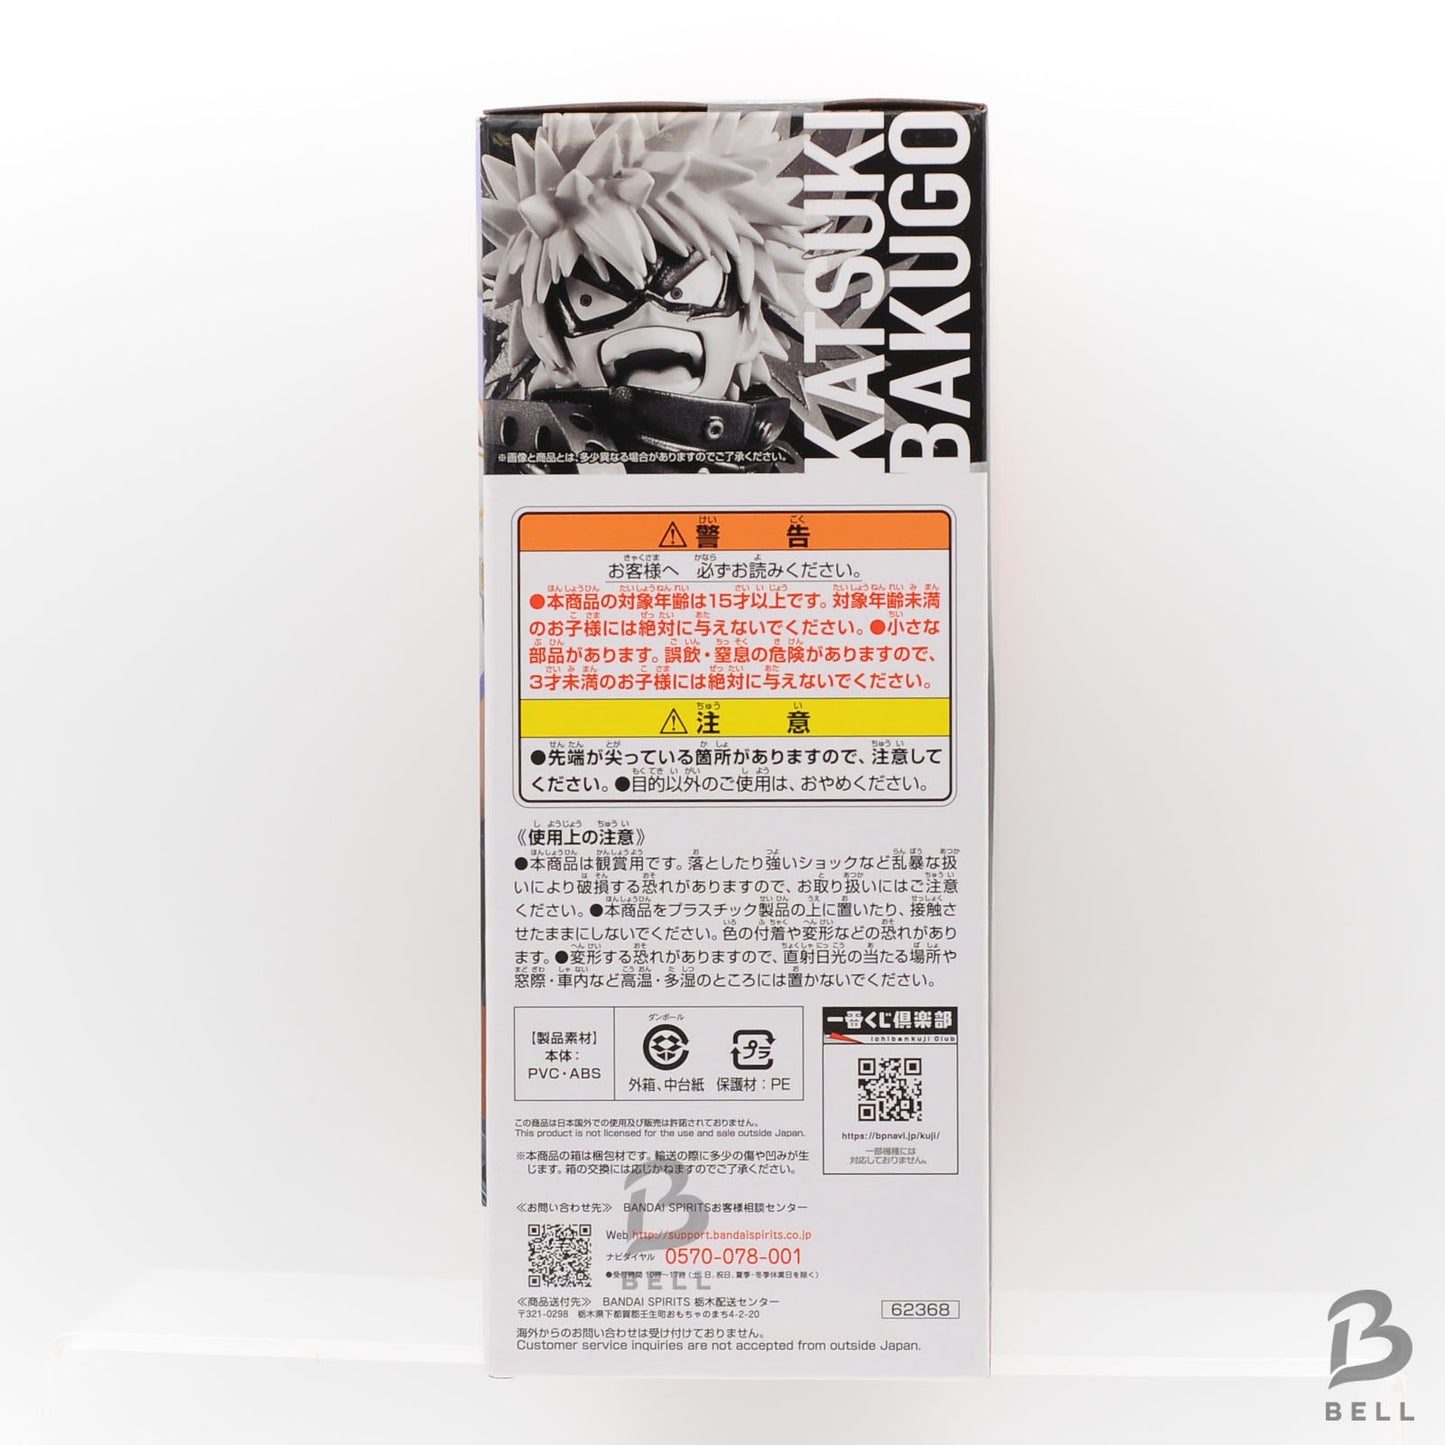 KATSUKI
BAKUGO
※画像と商品とは、多少異なる場合がありますのでご了承ください。
⚠警告
お客様へ 必ずお読みください。
●本商品の対象年齢は15才以上です。対象年齢未満
のお子様には絶対に与えないでください。●小さな
部品があります。誤飲・窒息の危険がありますので、
3才未満のお子様には絶対に与えないでください。
⚠注意
●先端が尖っている箇所がありますので、注意して
ください。●目的以外のご使用は、おやめください。
《使用上の注意》
●本商品は観賞用です。落としたり強いショックなど乱暴な扱
いにより破損する恐れがありますので、お取り扱いにはご注意
ください。●本商品をプラスチック製品の上に置いたり、接触さ
せたままにしないでください。色の付着や変形などの恐れがあり
ます。●変形する恐れがありますので、直射日光の当たる場所や
窓際・車内など高温・多湿のところには置かないでください。
【製品素材】
本体：
PVC・ABS
ダンボール
外箱、中台紙
プラ
保護材：PE
一番くじ倶楽部
ichibankuji Club
https://bpnavi.jp/kuji/
一部機種には
対応しておりません。
この商品は日本国外での使用及び販売は許諾されておりません。
This product is not licensed for the use and sale outside Japan.
※本商品の箱は梱包材です。輸送の際に多少の傷や凹みが生
じます。箱の交換には応じかねますのでご了承ください。
≪お問い合わせ先≫ BANDAI SPIRITSお客様相談センター
Web http://support.bandaispirits.co.jp
ナビダイヤル 0570-078-001
●受付時間 10時～17時 (土、日、祝日、夏季・冬季休業日を除く)
≪商品送付先≫ BANDAI SPIRITS 栃木配送センター
〒321-0298 栃木県下都賀郡壬生町おもちゃのまち4-2-20
62368
海外からのお問い合わせは受け付けておりません。
Customer service inquiries are not accepted from outside Japan.
BELL
BELL